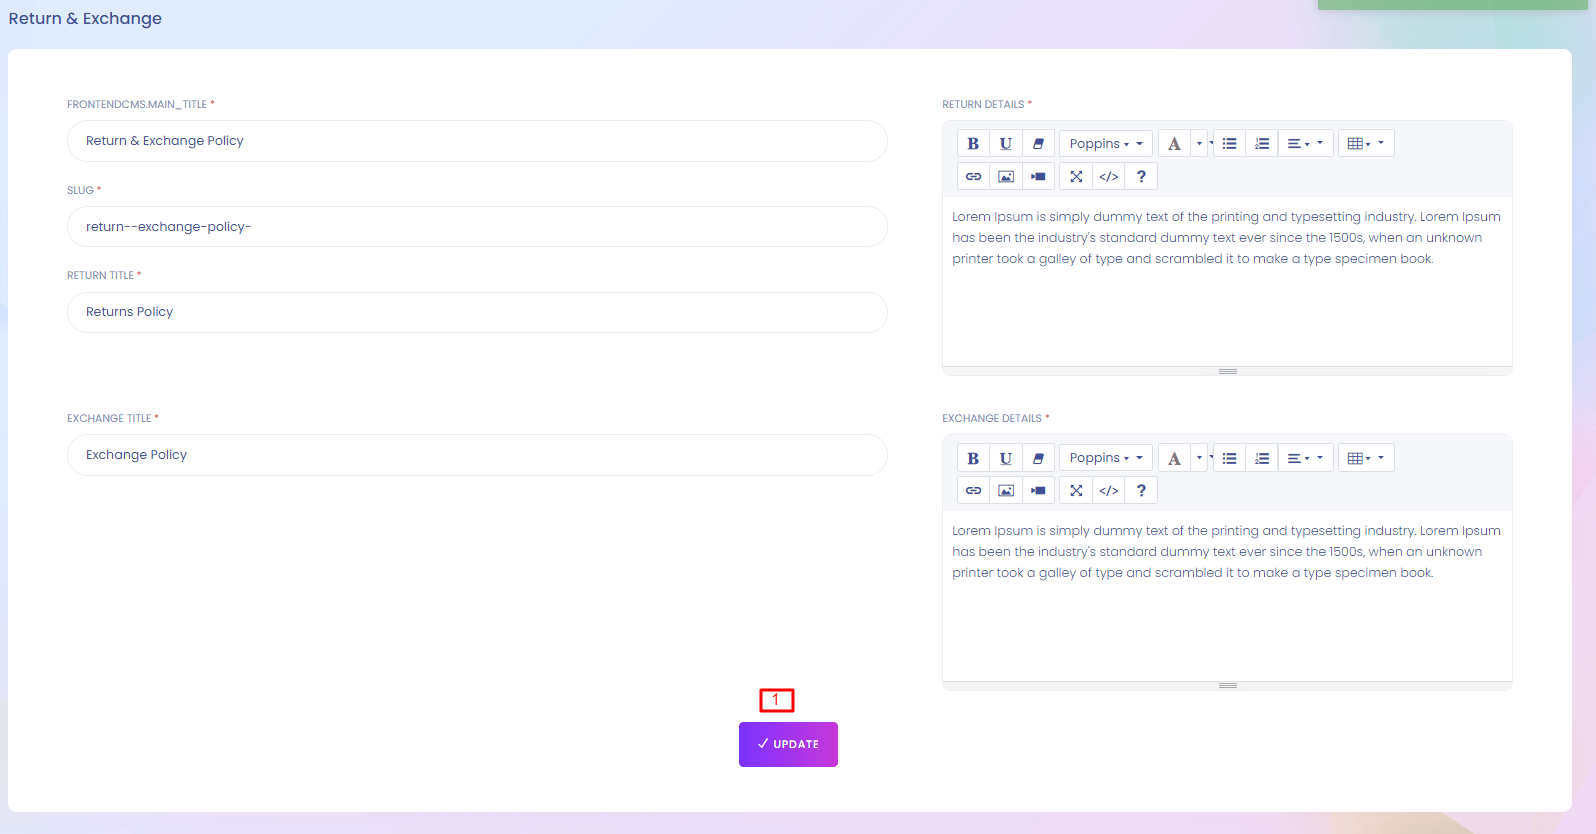 Return & Exchange
FRONTENDCMS.MAIN_TITLE *
Return & Exchange Policy
SLUG *
return--exchange-policy-
RETURN TITLE *
Returns Policy
RETURN DETAILS *
B U Poppins A
</> ?
Lorem Ipsum is simply dummy text of the printing and typesetting industry. Lorem Ipsum
has been the industry's standard dummy text ever since the 1500s, when an unknown
printer took a galley of type and scrambled it to make a type specimen book.
EXCHANGE TITLE *
Exchange Policy
EXCHANGE DETAILS *
B U Poppins A
</> ?
Lorem Ipsum is simply dummy text of the printing and typesetting industry. Lorem Ipsum
has been the industry's standard dummy text ever since the 1500s, when an unknown
printer took a galley of type and scrambled it to make a type specimen book.
1
✓ UPDATE